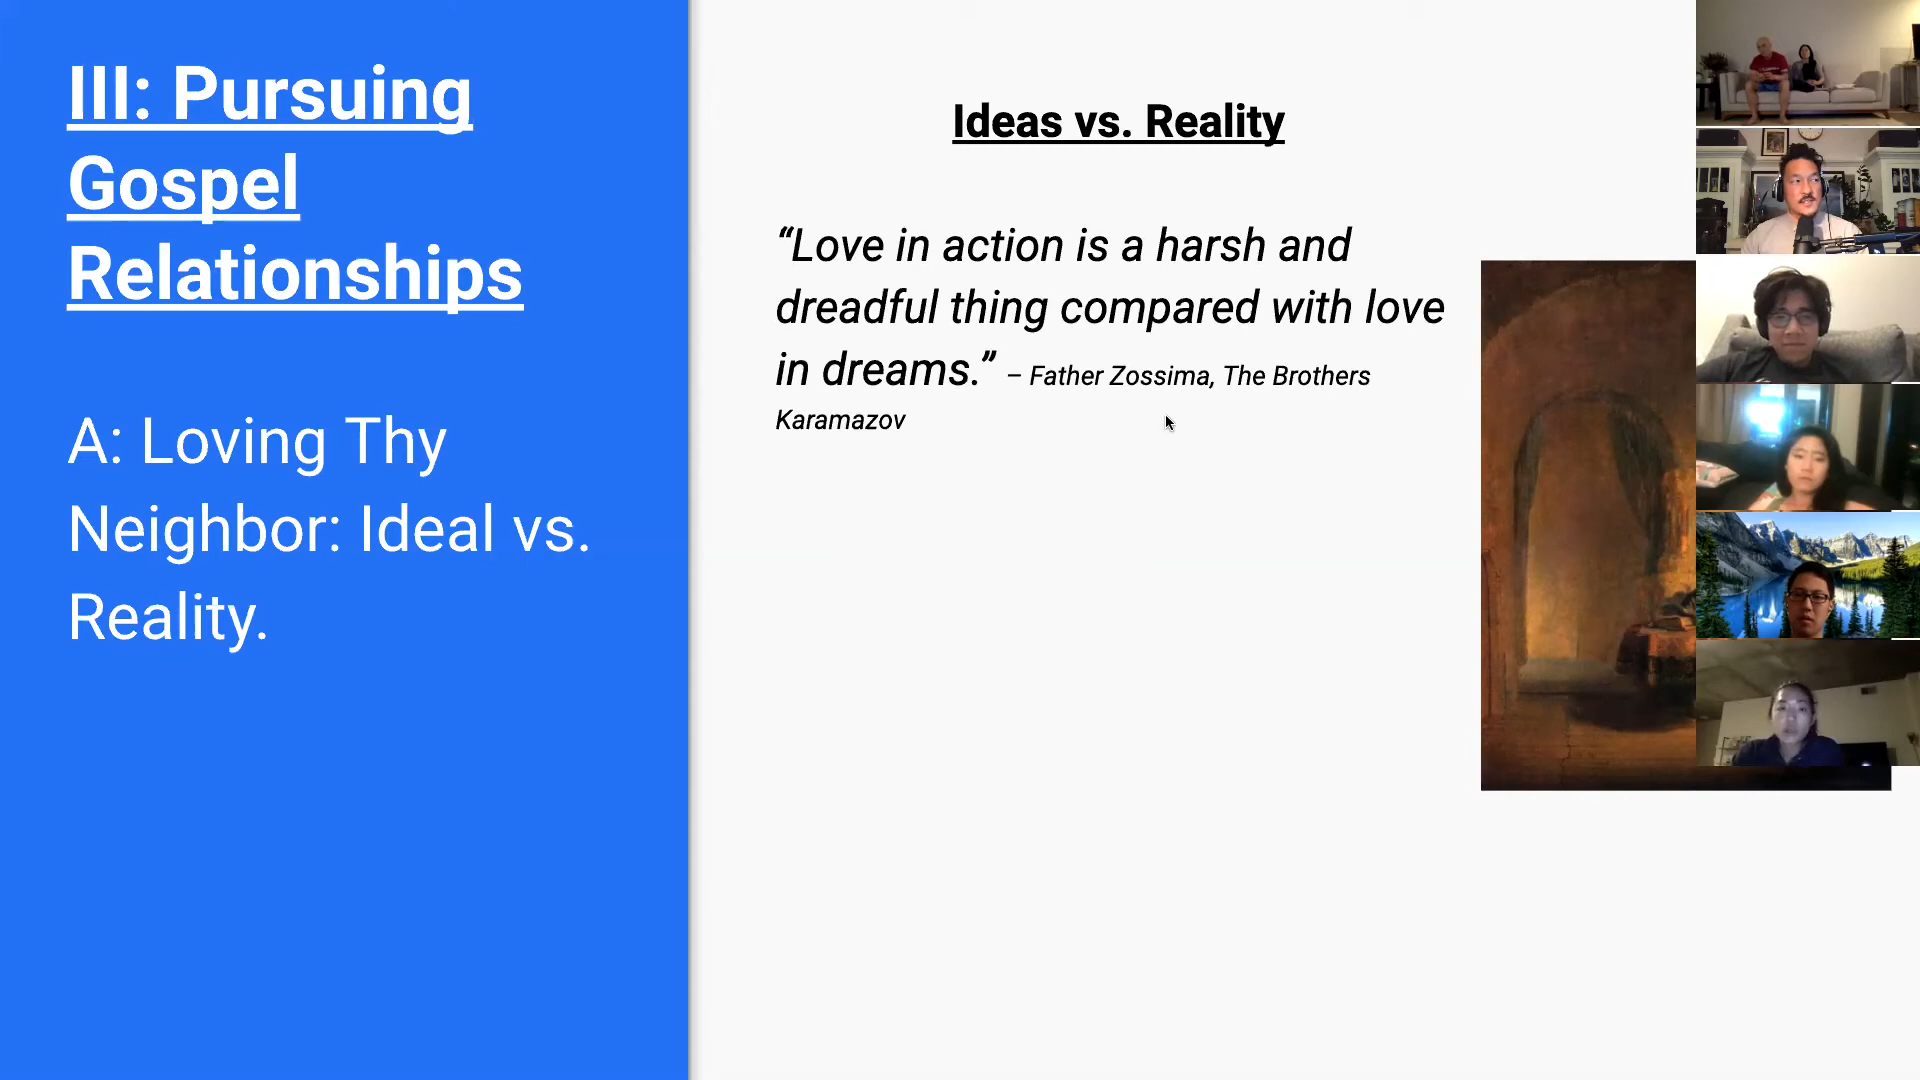 III: Pursuing
Gospel
Relationships
A: Loving Thy
Neighbor: Ideal vs.
Reality.
Ideas vs. Reality
“Love in action is a harsh and
dreadful thing compared with love
in dreams.” – Father Zossima, The Brothers
Karamazov